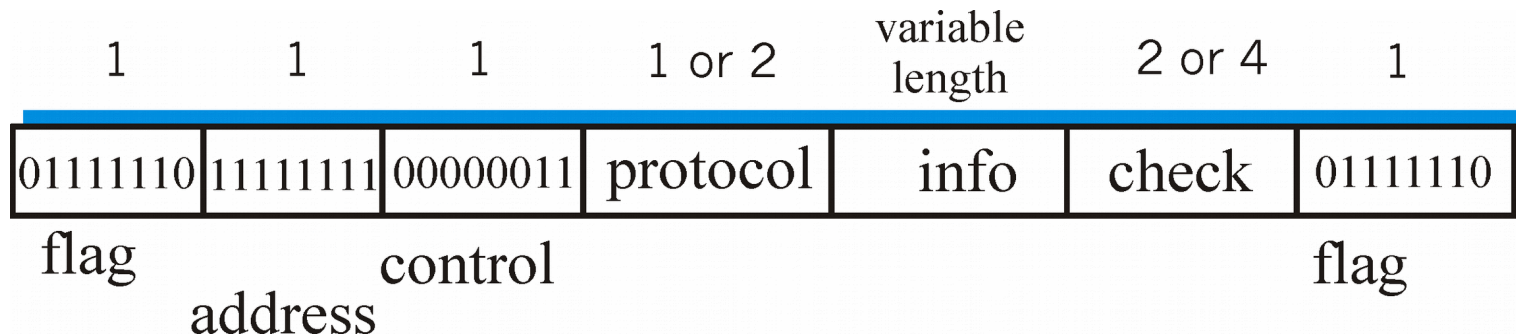 1 1 1 1 or 2 variable length 2 or 4 1
01111110 11111111 00000011 protocol info check 01111110
flag address control flag